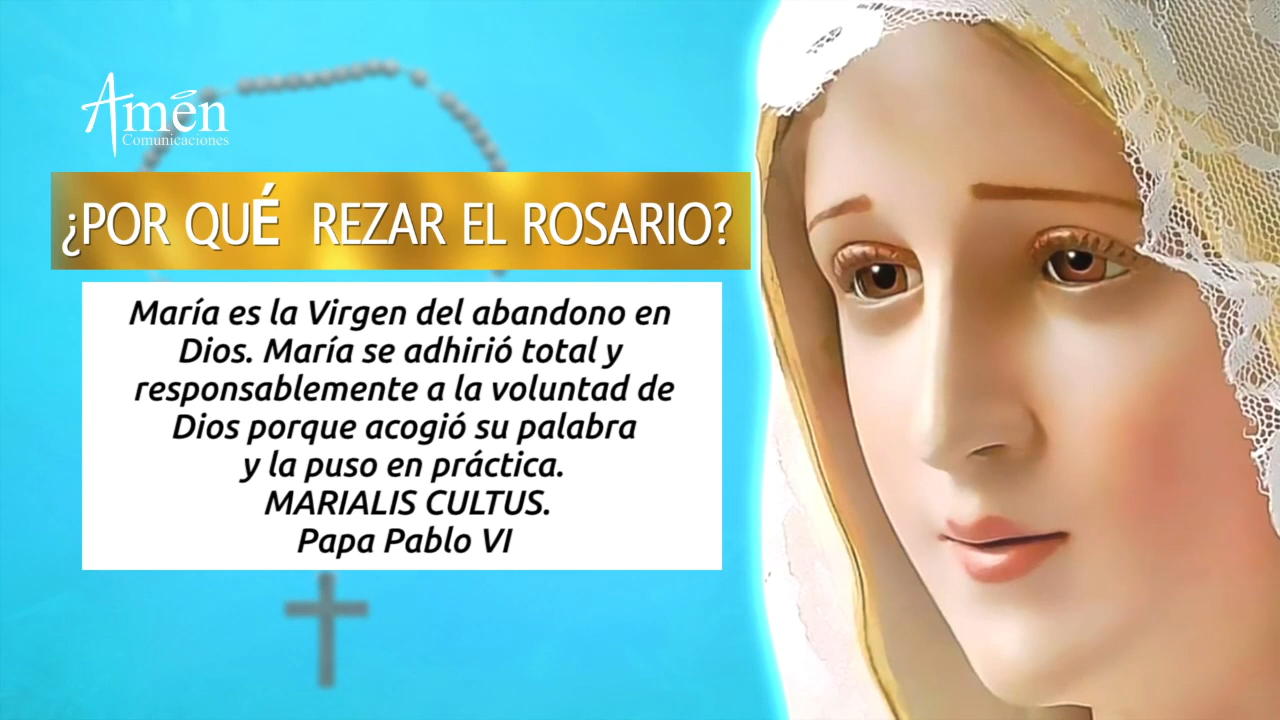 Amén
Comunicaciones
¿POR QUÉ REZAR EL ROSARIO?
María es la Virgen del abandono en
Dios. María se adhirió total y
responsablemente a la voluntad de
Dios porque acogió su palabra
y la puso en práctica.
MARIALIS CULTUS.
Papa Pablo VI